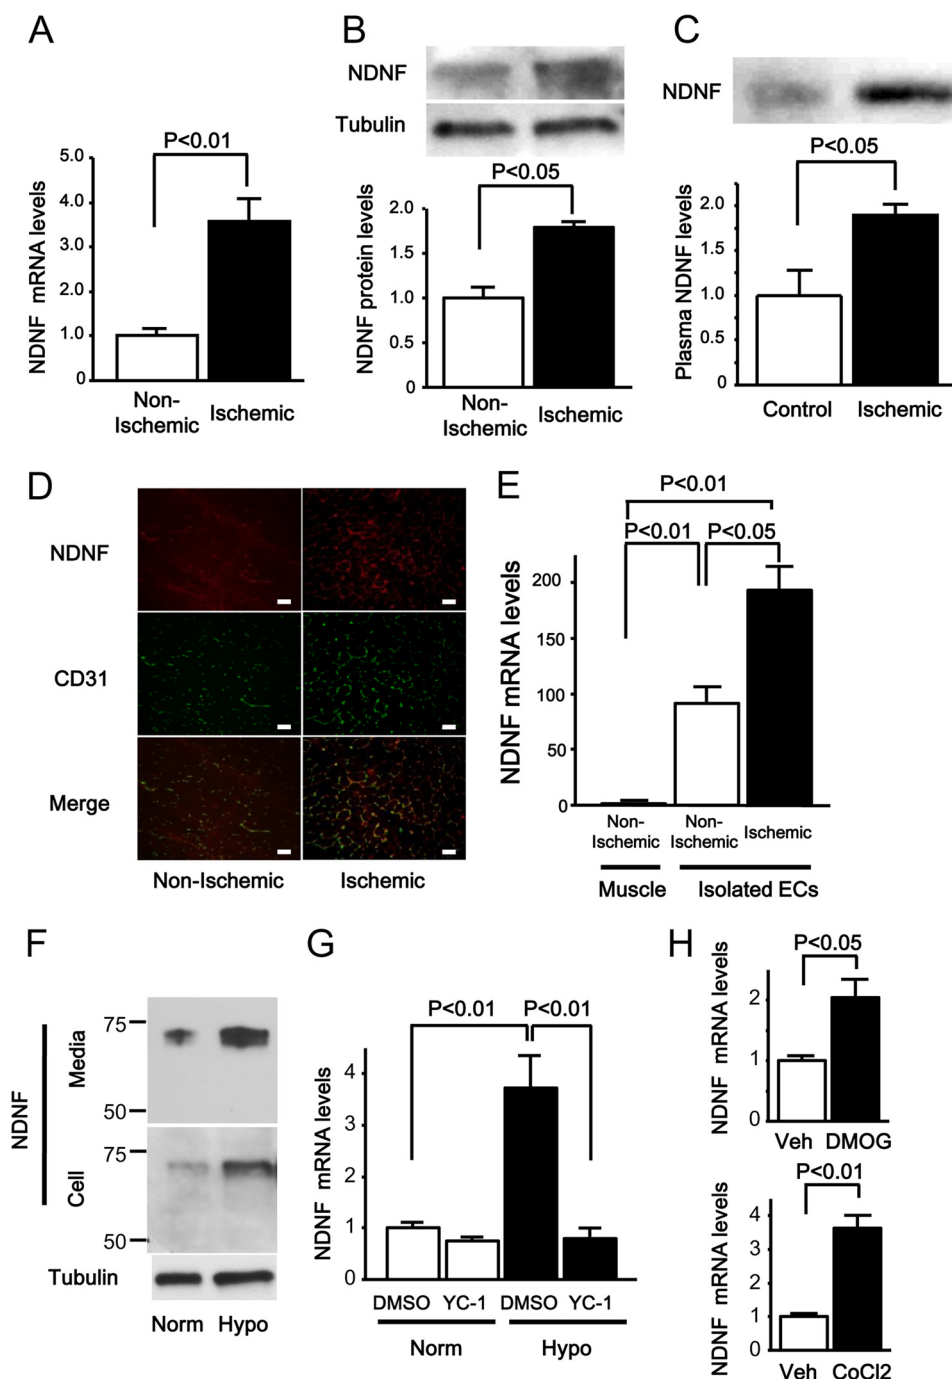 A
P<0.01
NDNF mRNA levels
5.0
4.0
3.0
2.0
1.0
0
Non-
Ischemic
Ischemic
B
NDNF
Tubulin
P<0.05
NDNF protein levels
2.0
1.5
1.0
0.5
0
Non-
Ischemic
Ischemic
C
NDNF
P<0.05
Plasma NDNF levels
2.0
1.5
1.0
0.5
0
Control
Ischemic
D
NDNF
CD31
Merge
Non-Ischemic
Ischemic
E
P<0.01
P<0.01
P<0.05
NDNF mRNA levels
200
150
100
50
0
Non-
Ischemic
Non-
Ischemic
Ischemic
Muscle
Isolated ECs
F
NDNF
Media
75
50
Cell
75
50
Tubulin
Norm
Hypo
G
P<0.01
P<0.01
NDNF mRNA levels
4
3
2
1
0
DMSO
YC-1
DMSO
YC-1
Norm
Hypo
H
P<0.05
NDNF mRNA levels
2
1
0
Veh
DMOG
P<0.01
NDNF mRNA levels
4
3
2
1
0
Veh
CoCl2